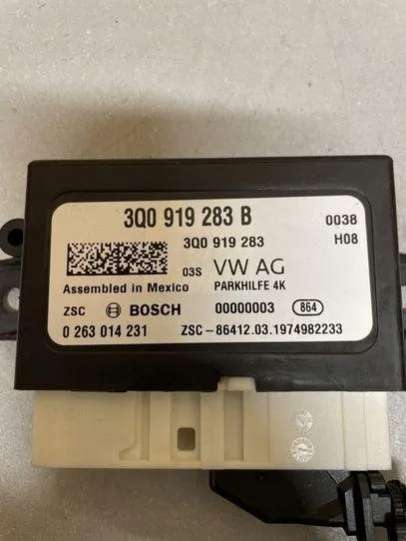 3Q0 919 283 B
0038
3Q0 919 283
H08
03S VW AG
Assembled in Mexico
PARKHILFE 4K
ZSC BOSCH 00000003 864
0 263 014 231 ZSC-86412.03.1974982233